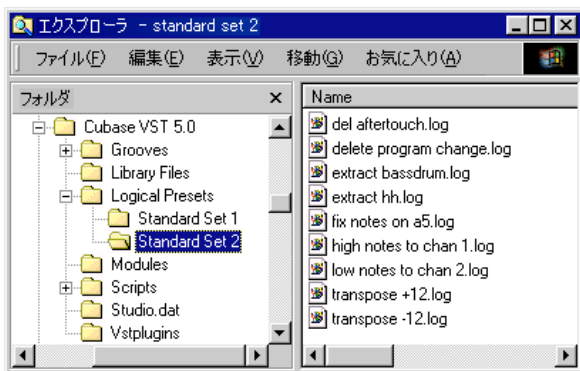 エクスプローラ - standard set 2
ファイル(F) 編集(E) 表示(V) 移動(G) お気に入り(A)
フォルダ
Cubase VST 5.0
Grooves
Library Files
Logical Presets
Standard Set 1
Standard Set 2
Modules
Scripts
Studio.dat
Vstplugins
Name
del aftertouch.log
delete program change.log
extract bassdrum.log
extract hh.log
fix notes on a5.log
high notes to chan 1.log
low notes to chan 2.log
transpose +12.log
transpose -12.log